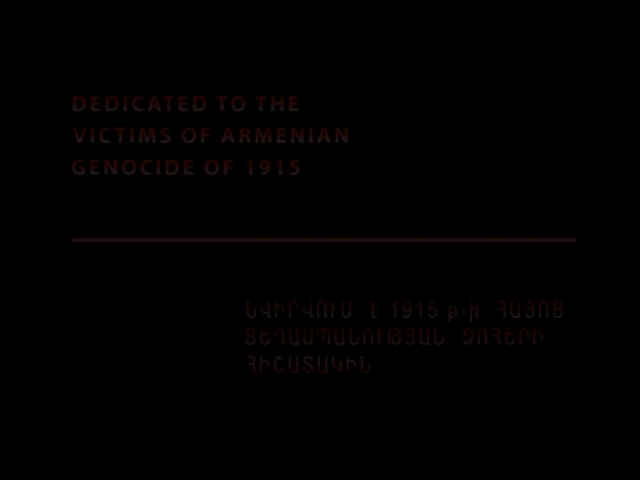 DEDICATED TO THE
VICTIMS OF ARMENIAN
GENOCIDE OF 1915
ՆՎԻՐՎՈՒՄ է 1915 թ-ի ՀԱՅՈՑ
ՑԵՂԱՍՊԱՆՈՒԹՅԱՆ ԶՈՀԵՐԻ
ՀԻՇԱՏԱԿԻՆ